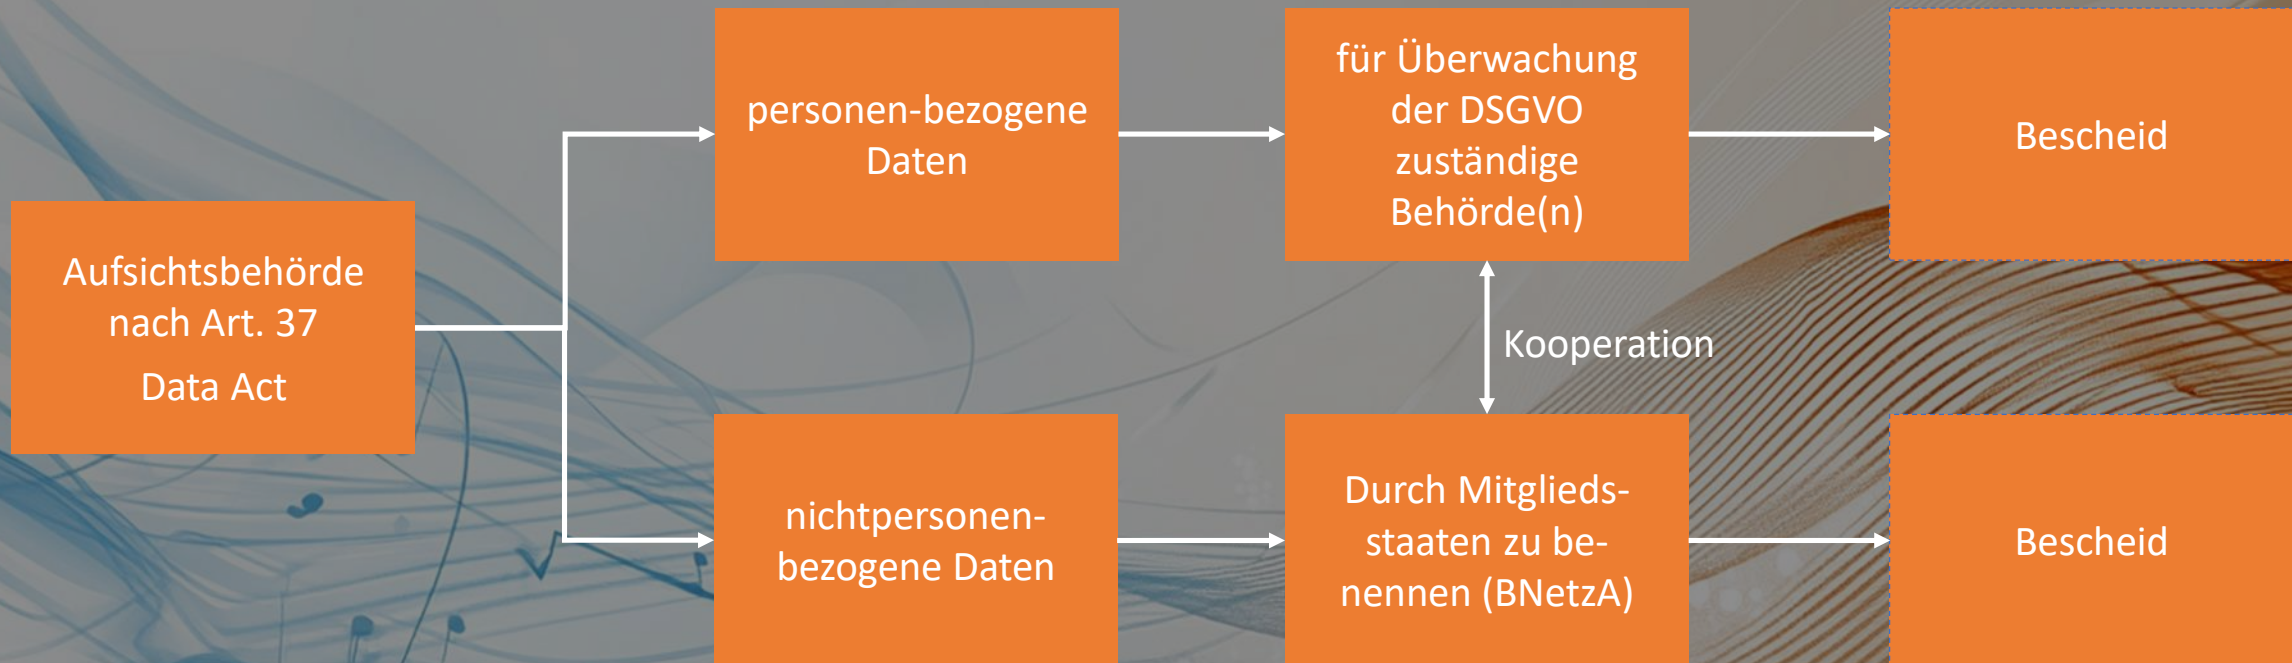 Aufsichtsbehörde
nach Art. 37
Data Act
personen-bezogene
Daten
für Überwachung
der DSGVO
zuständige
Behörde(n)
Bescheid
Kooperation
nichtpersonen-
bezogene Daten
Durch Mitglieds-
staaten zu be-
nennen (BNetzA)
Bescheid